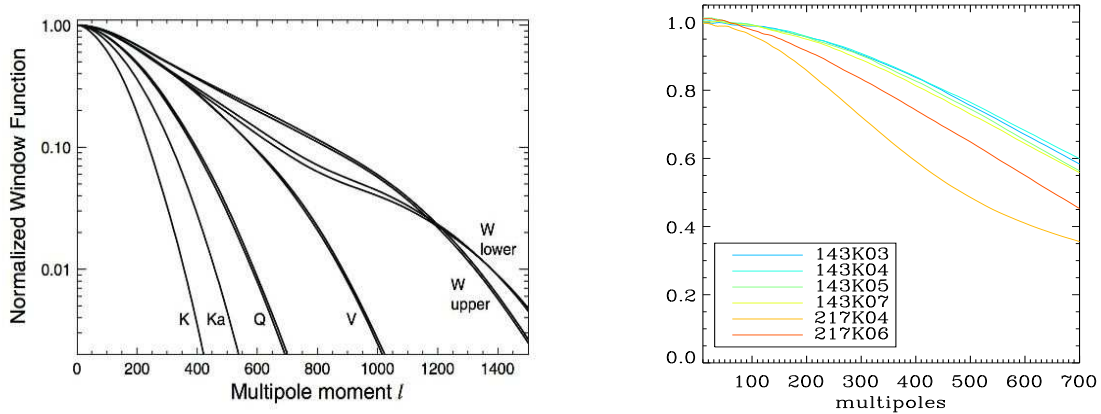 Normalized Window Function
1.00
0.10
0.01
K
Ka
Q
V
W
lower
W
upper
0
200
400
600
800
1000
1200
1400
Multipole moment l
1.0
0.8
0.6
0.4
0.2
0.0
143K03
143K04
143K05
143K07
217K04
217K06
100 200 300 400 500 600 700
multipoles